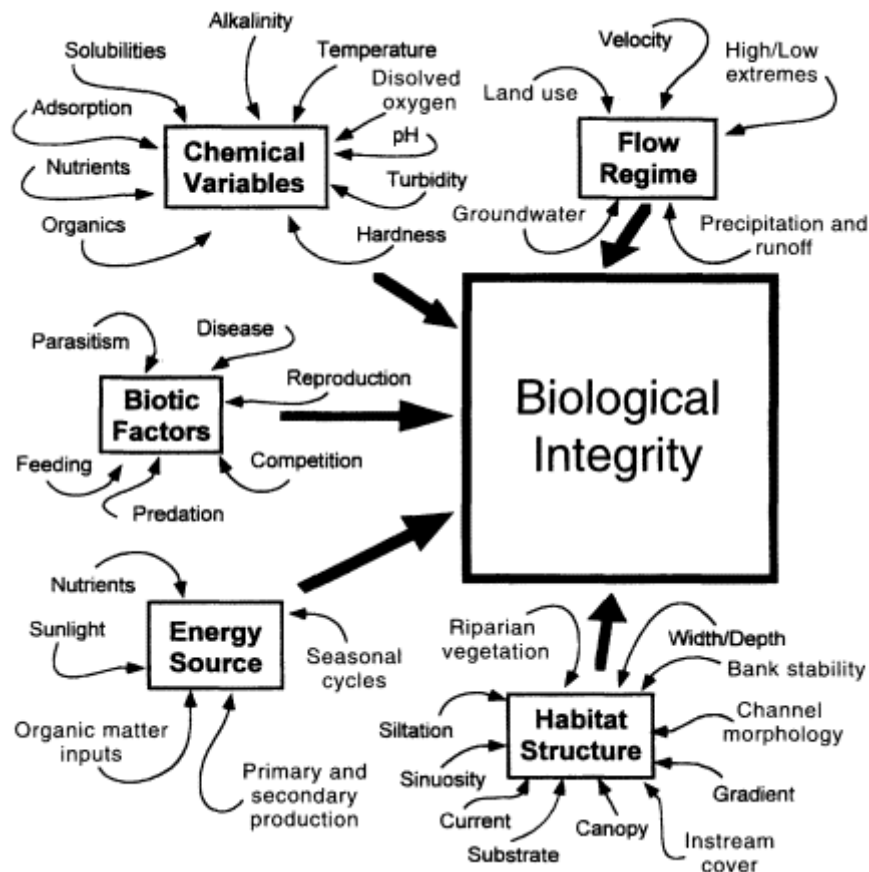 Alkalinity
Solubilities
Temperature
Disolved
oxygen
Adsorption
pH
Chemical
Variables
Nutrients
Turbidity
Organics
Hardness
Velocity
High/Low
extremes
Land use
Flow
Regime
Groundwater
Precipitation and
runoff
Parasitism
Disease
Reproduction
Biotic
Factors
Feeding
Competition
Predation
Biological
Integrity
Nutrients
Sunlight
Energy
Source
Seasonal
cycles
Organic matter
inputs
Primary and
secondary
production
Riparian
vegetation
Width/Depth
Bank stability
Siltation
Habitat
Structure
Channel
morphology
Sinuosity
Gradient
Current
Canopy
Substrate
Instream
cover